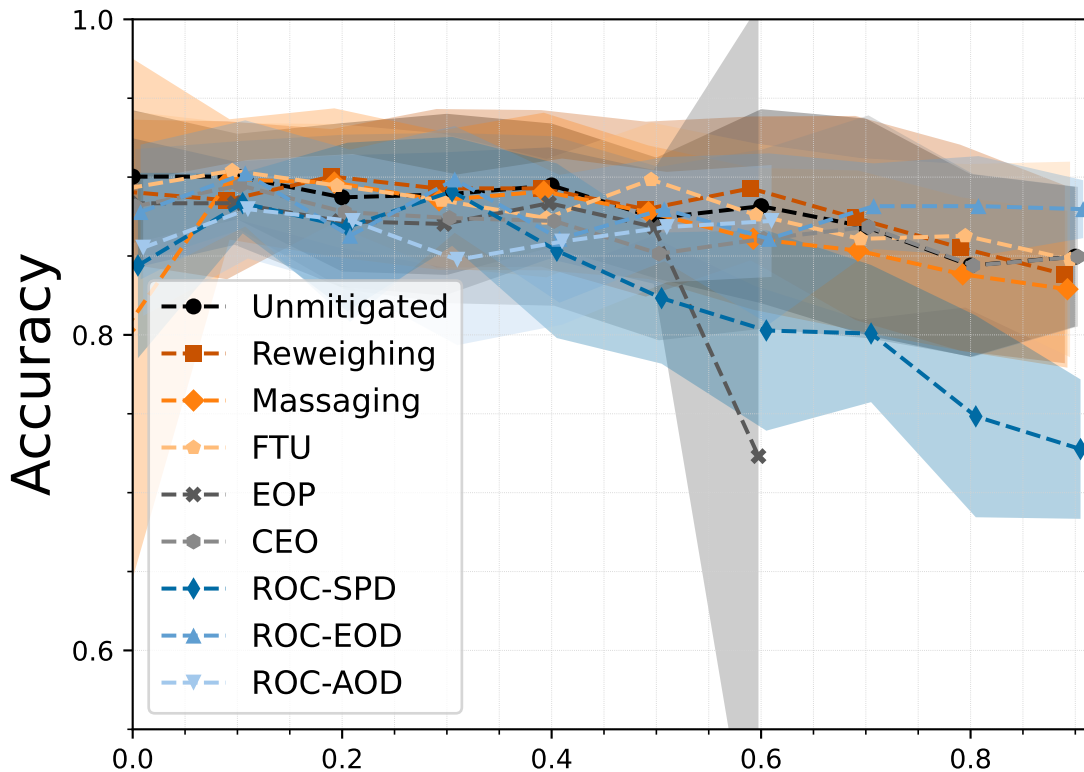 1.0
0.8
0.6
Accuracy
Unmitigated
Reweighing
Massaging
FTU
EOP
CEO
ROC-SPD
ROC-EOD
ROC-AOD
0.0 0.2 0.4 0.6 0.8